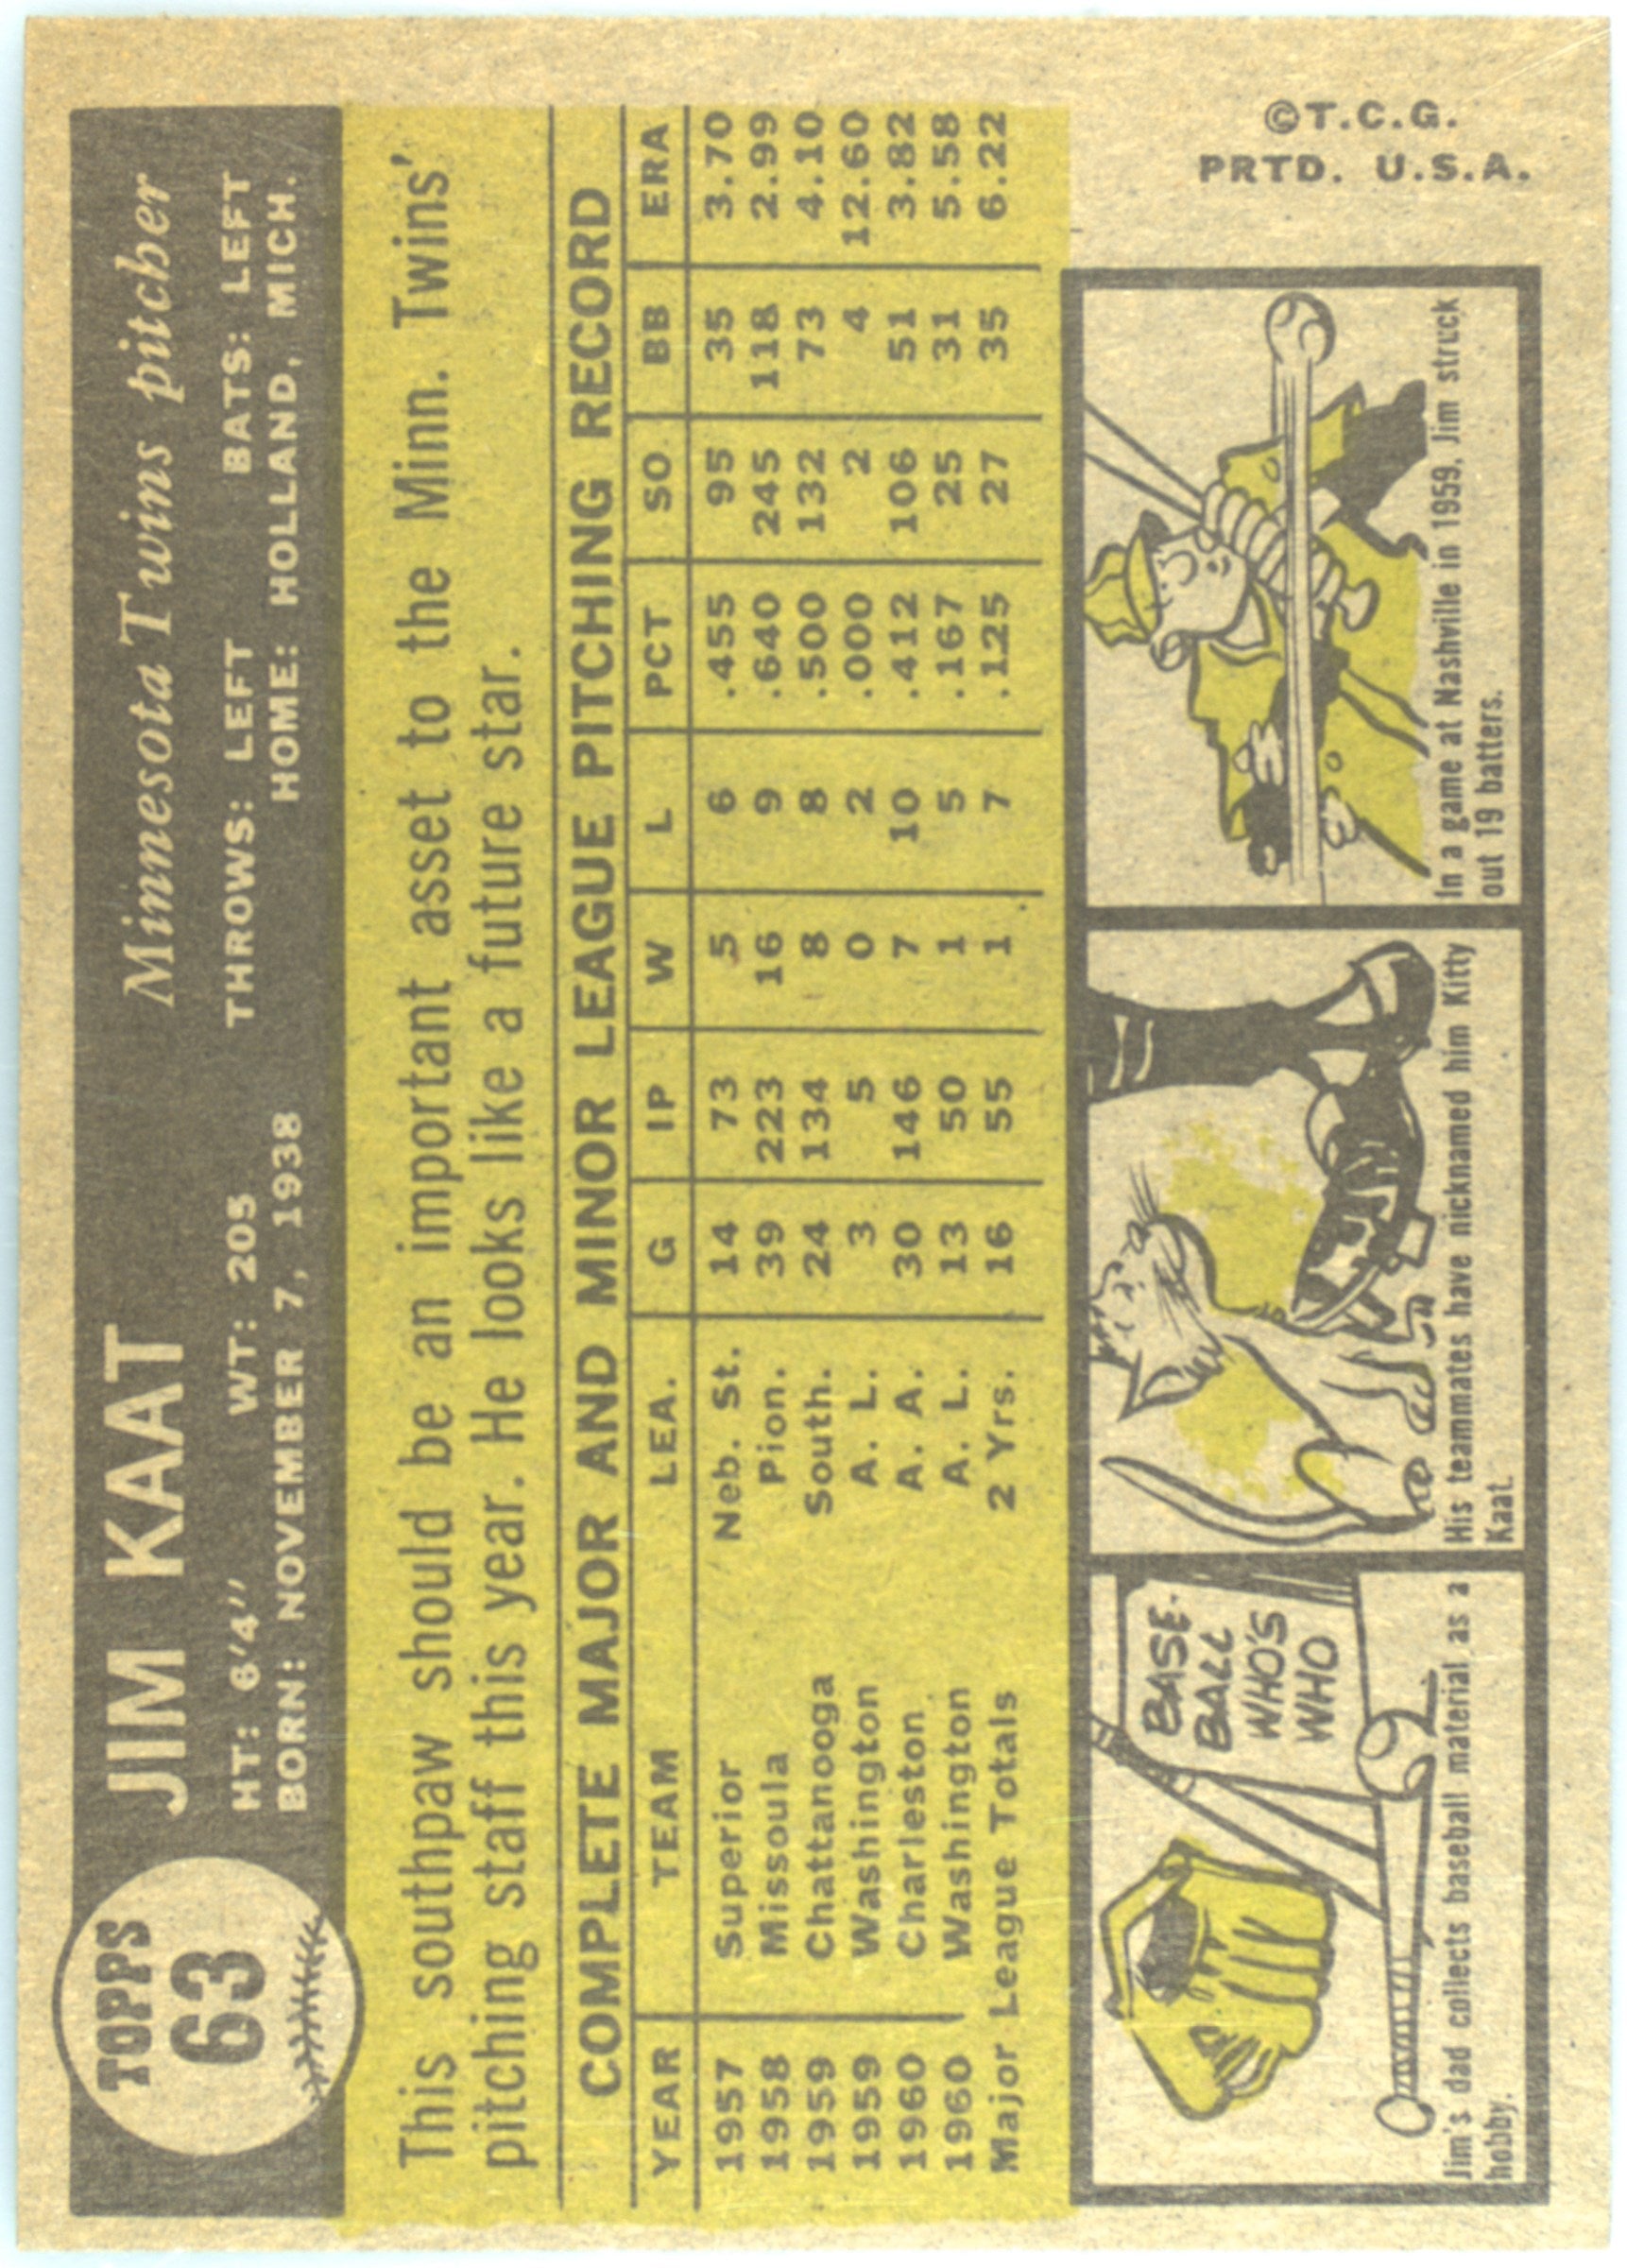 TOPPS
63
JIM KAAT
Minnesota Twins pitcher
HT: 6'4" WT: 205 THROWS: LEFT BATS: LEFT
BORN: NOVEMBER 7, 1938 HOME: HOLLAND, MICH.
This southpaw should be an important asset to the Minn. Twins'
pitching staff this year. He looks like a future star.
COMPLETE MAJOR AND MINOR LEAGUE PITCHING RECORD
YEAR TEAM LEA. G IP W L PCT SO BB ERA
1957 Superior Neb. St. 14 73 5 6 .455 95 35 3.70
1958 Missoula Pion. 39 223 16 9 .640 245 118 2.99
1959 Chattanooga South. 24 134 8 8 .500 132 73 4.10
1959 Washington A. L. 3 5 0 2 .000 2 4 12.60
1960 Charleston A. A. 30 146 7 10 .412 106 51 3.82
1960 Washington A. L. 13 50 1 5 .167 25 31 5.58
Major League Totals 2 Yrs. 16 55 1 7 .125 27 35 6.22
BASE-
BALL
WHO'S
WHO
Jim's dad collects baseball material as a
hobby.
His teammates have nicknamed him Kitty
Kaat.
In a game at Nashville in 1959, Jim struck
out 19 batters.
©T.C.G.
PRTD. U.S.A.